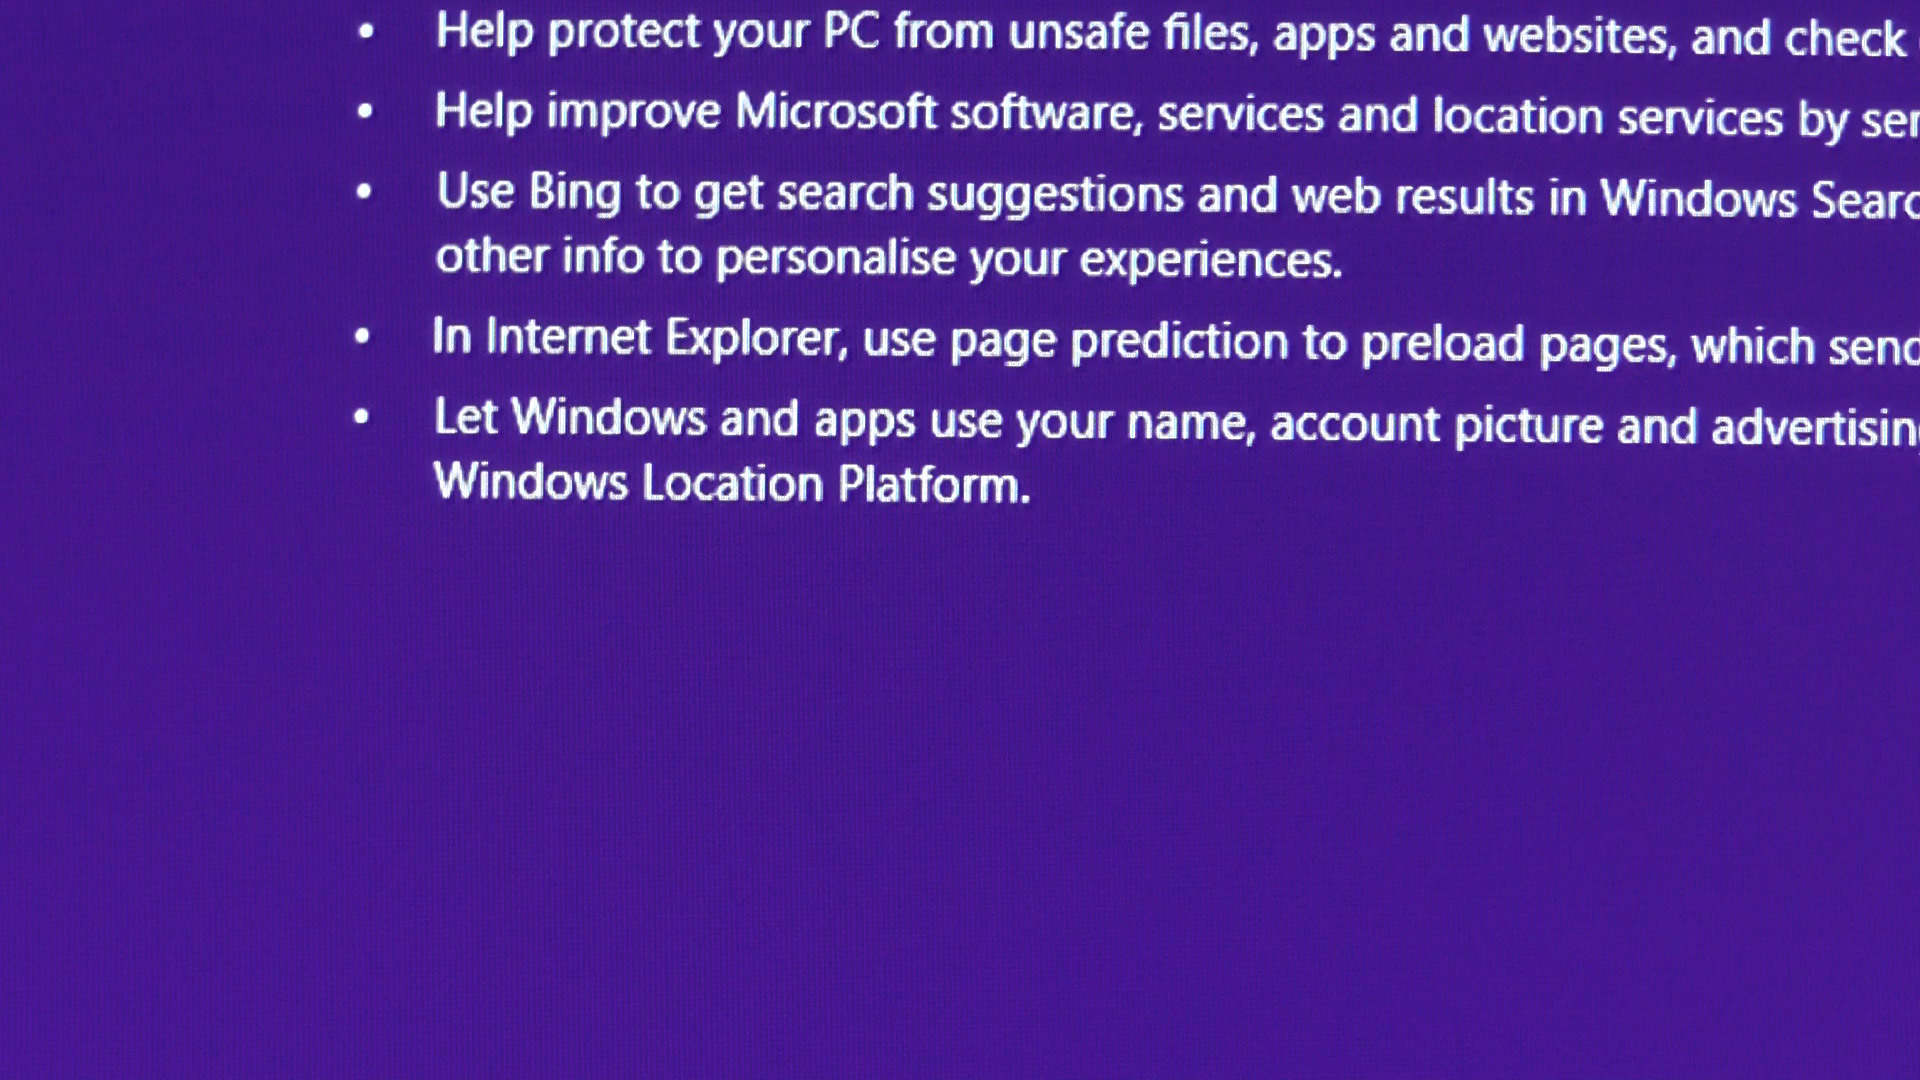 • Help protect your PC from unsafe files, apps and websites, and check
• Help improve Microsoft software, services and location services by
• Use Bing to get search suggestions and web results in Windows
other info to personalise your experiences.
• In Internet Explorer, use page prediction to preload pages, which
• Let Windows and apps use your name, account picture and
Windows Location Platform.